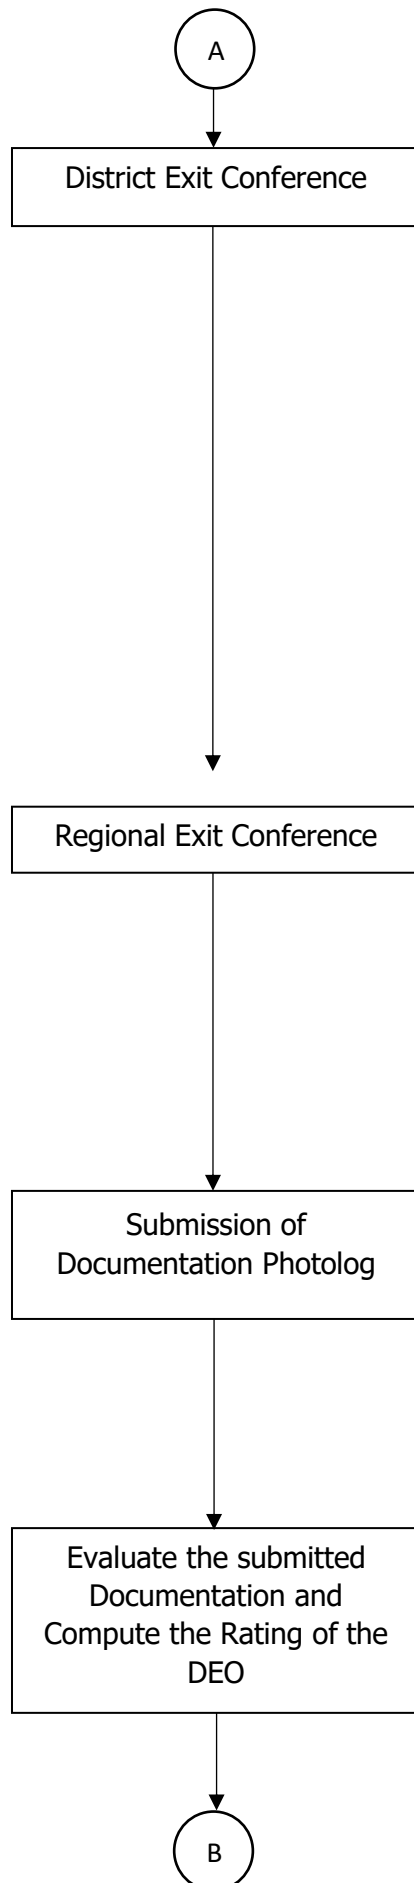 A
District Exit Conference
Regional Exit Conference
Submission of
Documentation Photolog
Evaluate the submitted
Documentation and
Compute the Rating of the
DEO
B